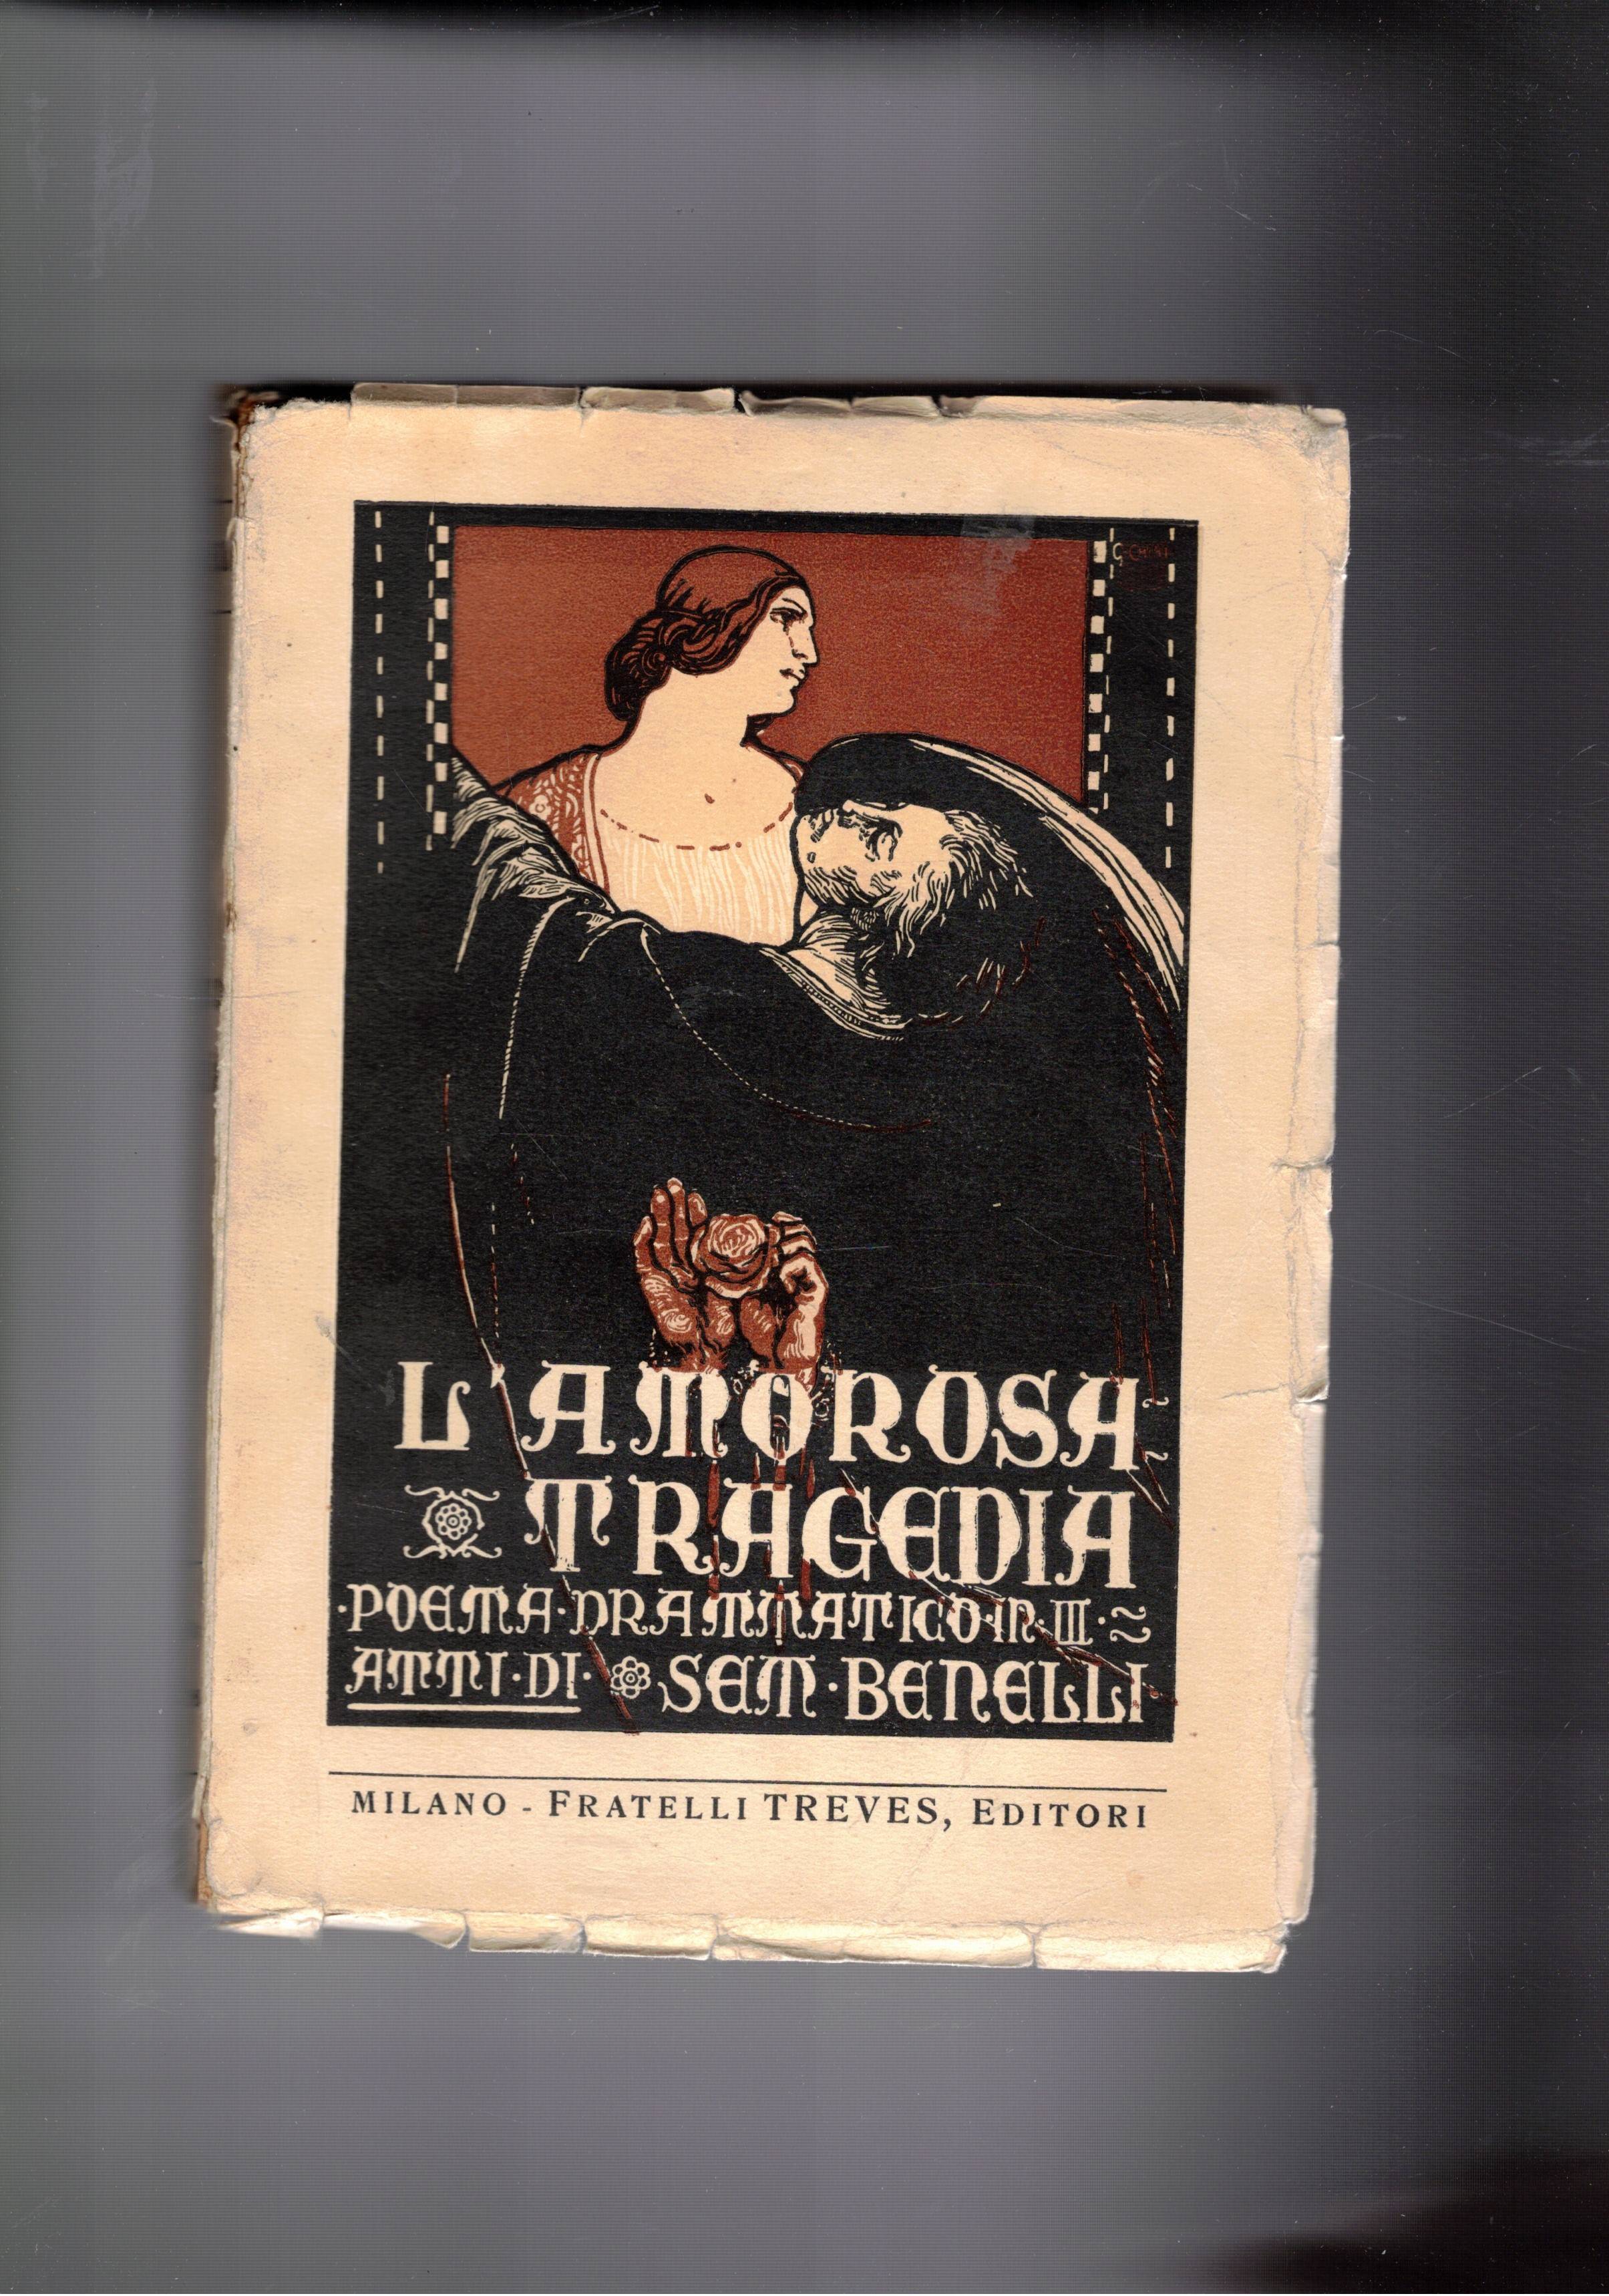 L'AMOROSA
TRAGEDIA
·POEMA·DRAMMATICO·IN·III·
ATTI·DI· SEM·BENELLI
MILANO - FRATELLI TREVES, EDITORI